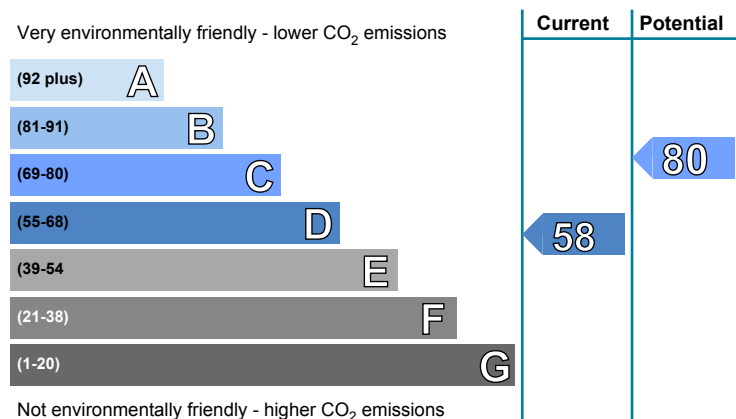 Very environmentally friendly - lower CO₂ emissions
Current
Potential
(92 plus) A
(81-91) B
(69-80) C
80
(55-68) D
58
(39-54 E
(21-38) F
(1-20) G
Not environmentally friendly - higher CO₂ emissions